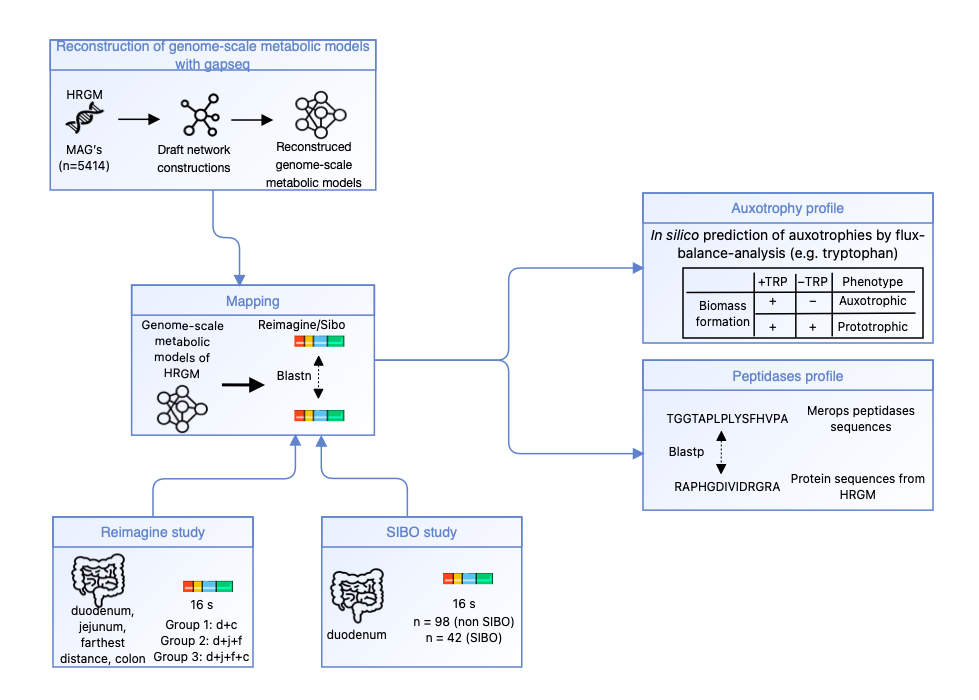 Reconstruction of genome-scale metabolic models
with gapseq
HRGM
MAG's
(n=5414)
Draft network
constructions
Reconstruced
genome-scale
metabolic models
Mapping
Genome-scale
metabolic
models of
HRGM
Reimagine/Sibo
Blastn
Auxotrophy profile
In silico prediction of auxotrophies by flux-
balance-analysis (e.g. tryptophan)
+TRP −TRP Phenotype
Biomass
formation
+ − Auxotrophic
+ + Prototrophic
Peptidases profile
TGGTAPLPLYSFHVPA
Merops peptidases
sequences
Blastp
RAPHGDIVIDRGRA
Protein sequences from
HRGM
Reimagine study
duodenum,
jejunum,
farthest
distance, colon
16 s
Group 1: d+c
Group 2: d+j+f
Group 3: d+j+f+c
SIBO study
duodenum
16 s
n = 98 (non SIBO)
n = 42 (SIBO)